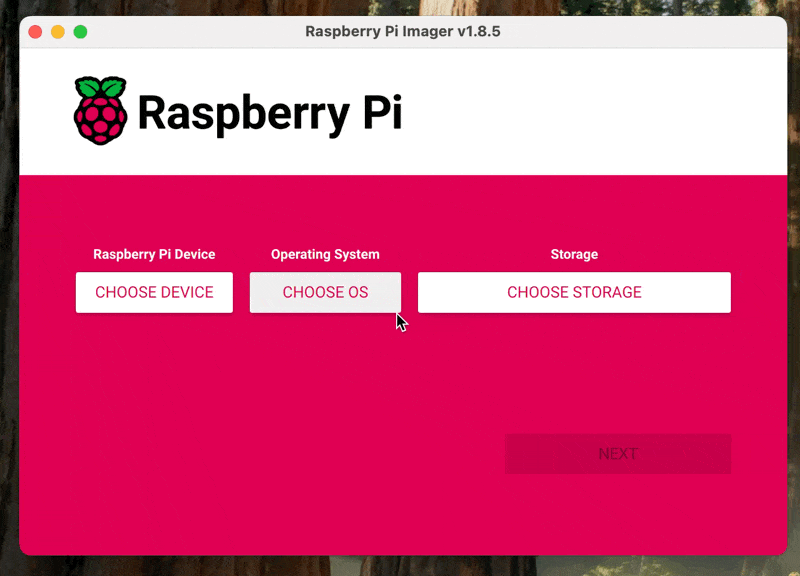 Raspberry Pi Imager v1.8.5
Raspberry Pi
Raspberry Pi Device
Operating System
Storage
CHOOSE DEVICE
CHOOSE OS
CHOOSE STORAGE
NEXT